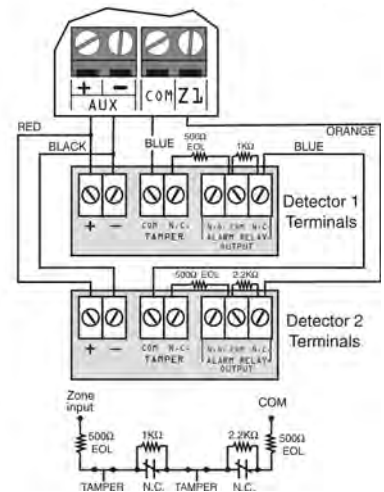 + - COM Z1
AUX
RED
BLACK
BLUE
500Ω
EOL
1KΩ
BLUE
ORANGE
+ - COM N.C. N.O. COM N.C.
TAMPER ALARM RELAY
OUTPUT
Detector 1
Terminals
500Ω EOL 2.2KΩ
+ - COM N.C. N.O. COM N.C.
TAMPER ALARM RELAY
OUTPUT
Detector 2
Terminals
Zone
input
COM
500Ω
EOL
1KΩ
2.2KΩ
500Ω
EOL
TAMPER N.C. TAMPER N.C.